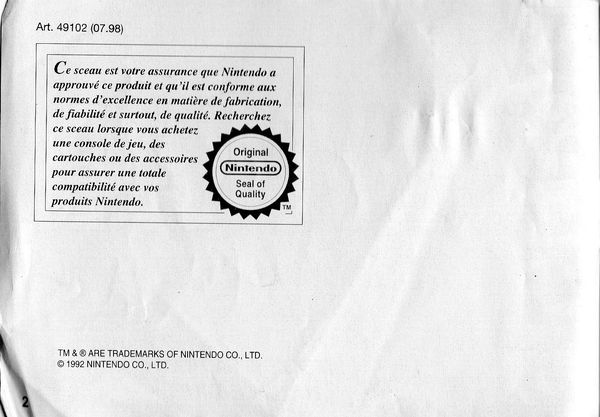 Art. 49102 (07.98)
Ce sceau est votre assurance que Nintendo a
approuvé ce produit et qu'il est conforme aux
normes d'excellence en matière de fabrication,
de fiabilité et surtout, de qualité. Recherchez
ce sceau lorsque vous achetez
une console de jeu, des
cartouches ou des accessoires
pour assurer une totale
compatibilité avec vos
produits Nintendo.
Original
Nintendo
Seal of
Quality
TM
TM & ® ARE TRADEMARKS OF NINTENDO CO., LTD.
© 1992 NINTENDO CO., LTD.
2